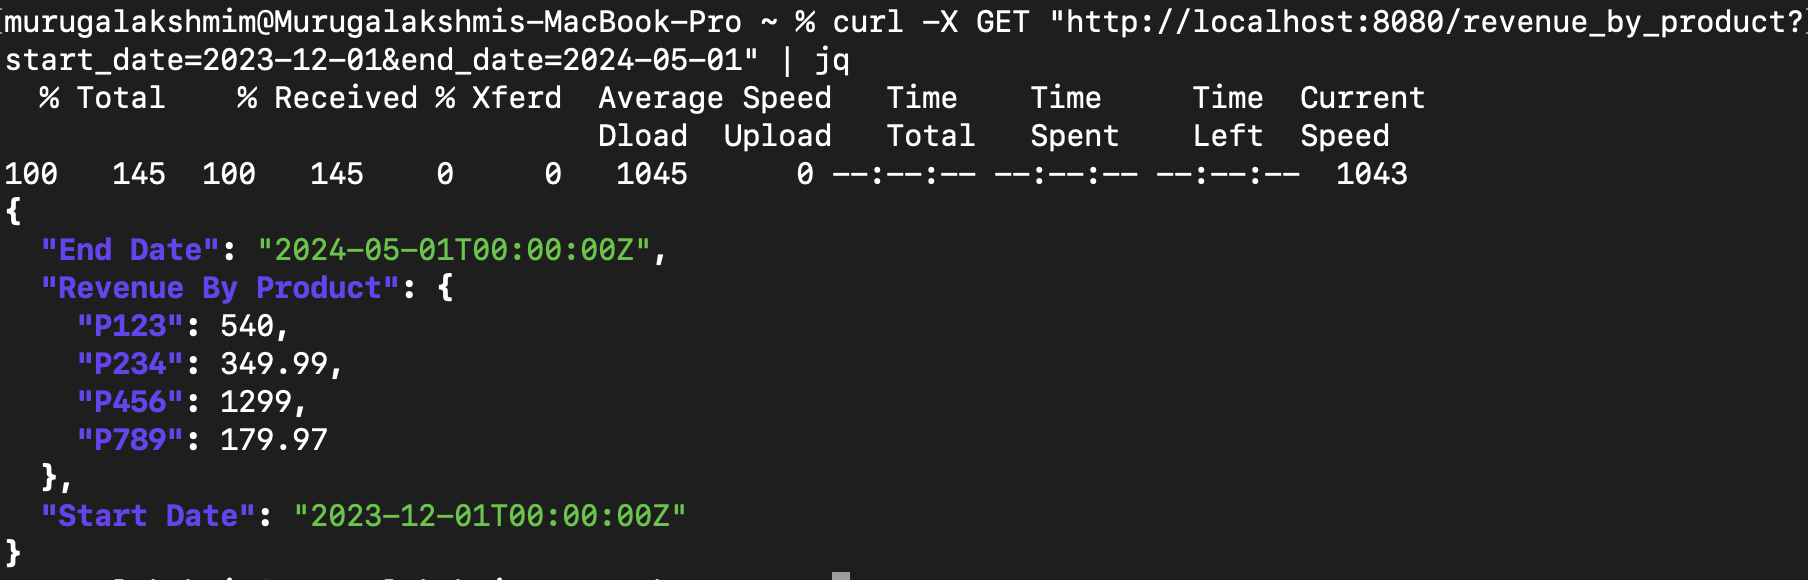 murugalakshmim@Murugalakshmis-MacBook-Pro ~ % curl -X GET "http://localhost:8080/revenue_by_product?
start_date=2023-12-01&end_date=2024-05-01" | jq
  % Total    % Received % Xferd  Average Speed   Time    Time     Time  Current
                                 Dload  Upload   Total   Spent    Left  Speed
100   145  100   145    0     0   1045      0 --:--:-- --:--:-- --:--:--  1043
{
  "End Date": "2024-05-01T00:00:00Z",
  "Revenue By Product": {
    "P123": 540,
    "P234": 349.99,
    "P456": 1299,
    "P789": 179.97
  },
  "Start Date": "2023-12-01T00:00:00Z"
}